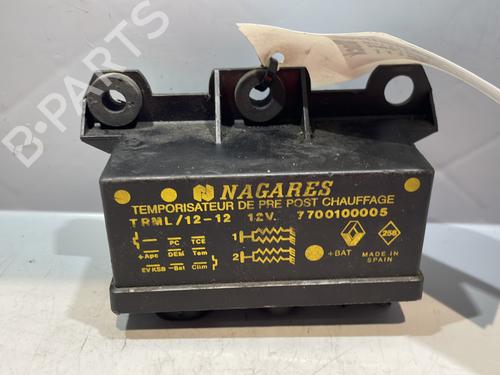 B-PARTS
NAGARES
TEMPORISATEUR DE PRE POST CHAUFFAGE
TRML/12-12 12V. 7700100005
PC TCE
+Apc DEM Tem
EV KSB -Bat Clim
1
2
+BAT
256
MADE IN
SPAIN